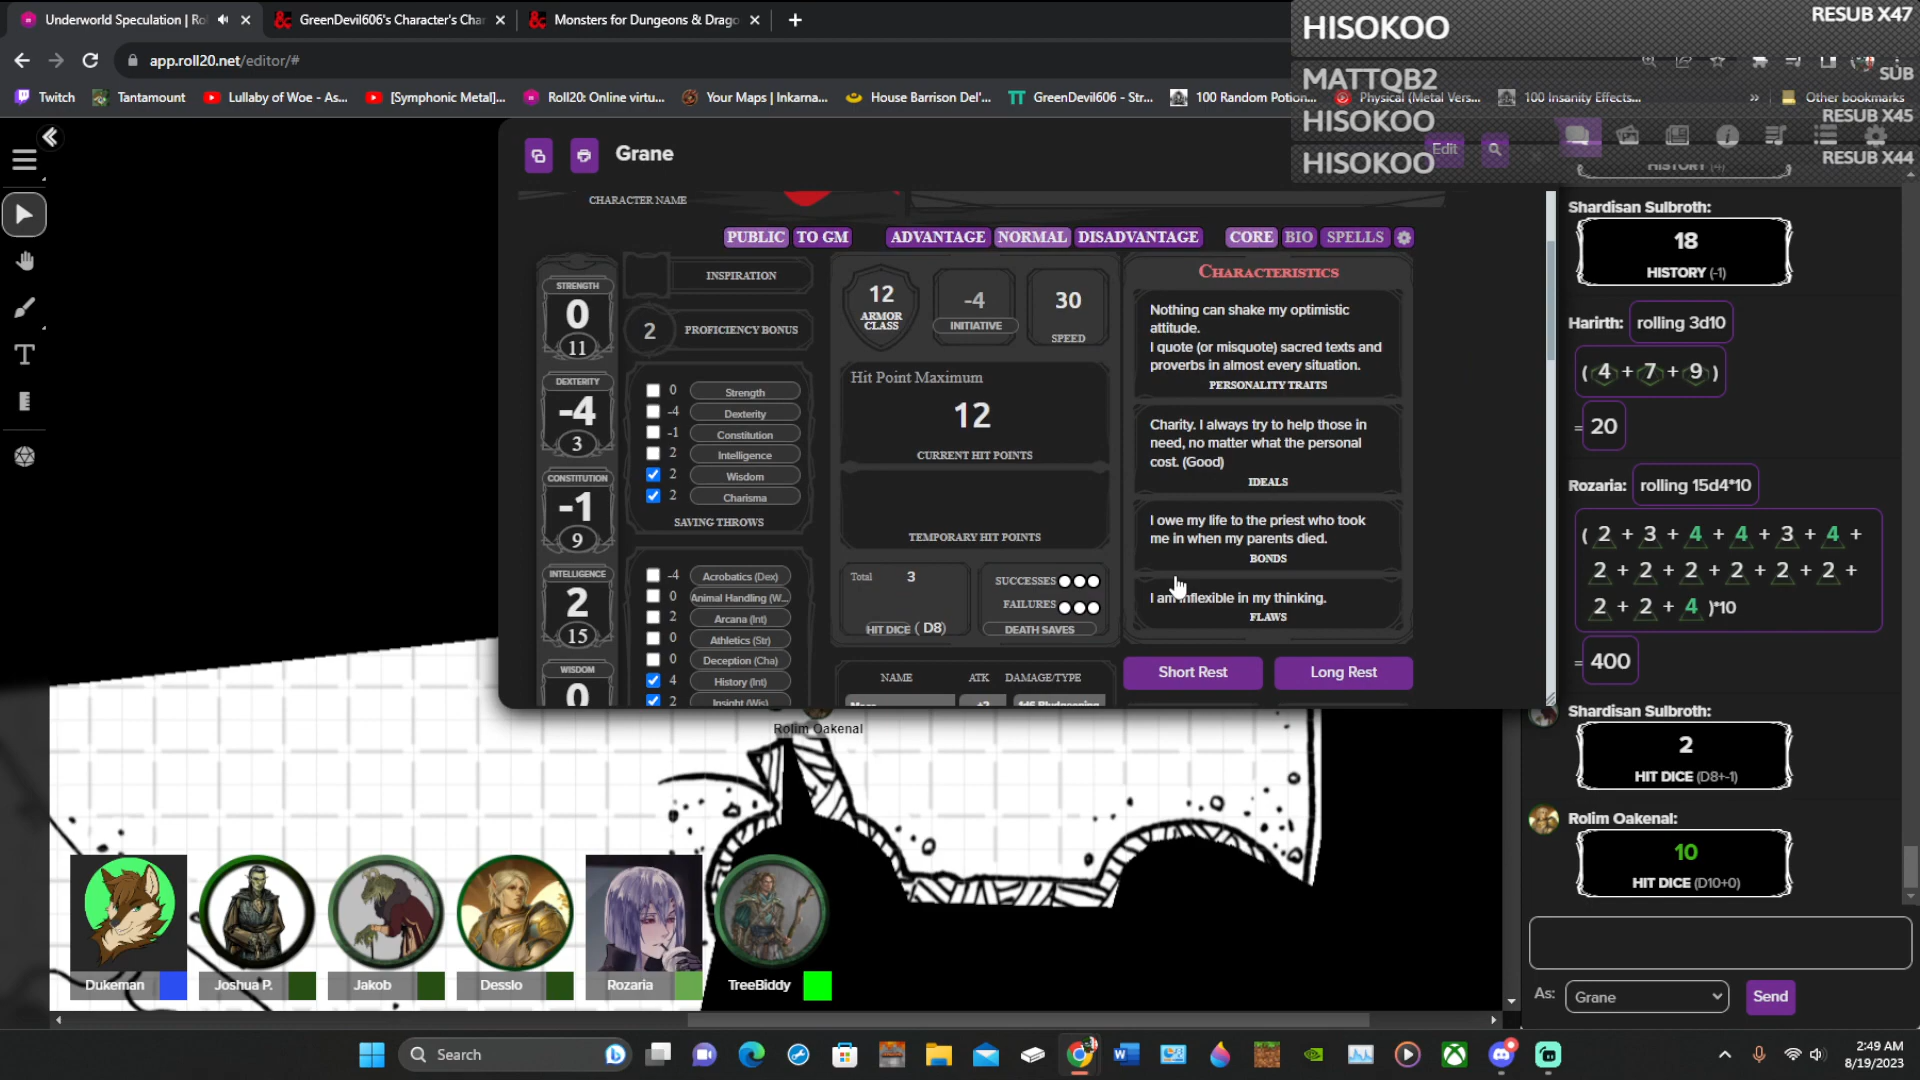 Underworld Speculation | Ro
GreenDevil606's Character's Char
Monsters for Dungeons & Drago
app.roll20.net/editor/#
Twitch
Tantamount
Lullaby of Woe - As...
[Symphonic Metal]...
Roll20: Online virtu...
Your Maps | Inkarna...
House Barrison Del'...
GreenDevil606 - Str...
100 Random Potion...
Physical (Metal Vers...
100 Insanity Effects...
Other bookmarks
HISOKOO
RESUB X47
MATTQB2
SUB
HISOKOO
RESUB X45
HISOKOO
RESUB X44
Grane
Edit
CHARACTER NAME
PUBLIC TO GM
ADVANTAGE NORMAL DISADVANTAGE
CORE BIO SPELLS
STRENGTH
0
11
DEXTERITY
-4
3
CONSTITUTION
-1
9
INTELLIGENCE
2
15
WISDOM
0
INSPIRATION
2 PROFICIENCY BONUS
0 Strength
-4 Dexterity
-1 Constitution
2 Intelligence
2 Wisdom
2 Charisma
SAVING THROWS
-4 Acrobatics (Dex)
0 Animal Handling (W...
2 Arcana (Int)
0 Athletics (Str)
0 Deception (Cha)
4 History (Int)
2 Insight (Wis)
12
ARMOR
CLASS
-4
INITIATIVE
30
SPEED
Hit Point Maximum
12
CURRENT HIT POINTS
TEMPORARY HIT POINTS
Total 3
HIT DICE ( D8)
SUCCESSES
FAILURES
DEATH SAVES
NAME ATK DAMAGE/TYPE
Mace +2 1d6 Bludgeoning
CHARACTERISTICS
Nothing can shake my optimistic
attitude.
I quote (or misquote) sacred texts and
proverbs in almost every situation.
PERSONALITY TRAITS
Charity. I always try to help those in
need, no matter what the personal
cost. (Good)
IDEALS
I owe my life to the priest who took
me in when my parents died.
BONDS
I am inflexible in my thinking.
FLAWS
Short Rest
Long Rest
HISTORY (4)
Shardisan Sulbroth:
18
HISTORY (-1)
Harirth: rolling 3d10
( 4 + 7 + 9 )
= 20
Rozaria: rolling 15d4*10
( 2 + 3 + 4 + 4 + 3 + 4 +
2 + 2 + 2 + 2 + 2 + 2 +
2 + 2 + 4 )*10
= 400
Shardisan Sulbroth:
2
HIT DICE (D8+-1)
Rolim Oakenal:
10
HIT DICE (D10+0)
As: Grane
Send
Rolim Oakenal
Dukeman
Joshua P.
Jakob
Desslo
Rozaria
TreeBiddy
Search
2:49 AM
8/19/2023